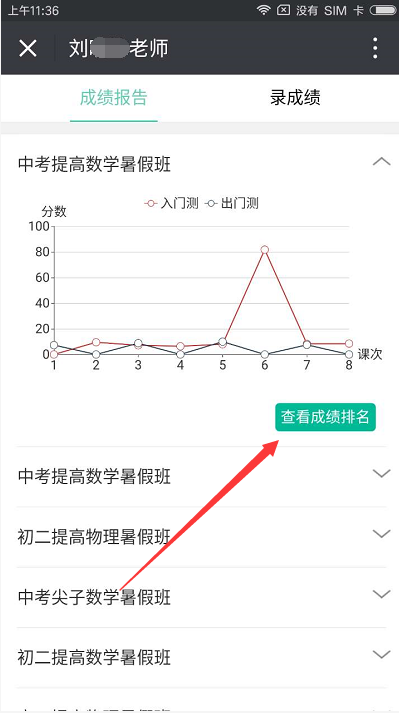 上午11:36 没有 SIM 卡
刘 老师
成绩报告 录成绩
中考提高数学暑假班
分数 入门测 出门测
100
80
60
40
20
0
1 2 3 4 5 6 7 8 课次
查看成绩排名
中考提高数学暑假班
初二提高物理暑假班
中考尖子数学暑假班
初二提高数学暑假班